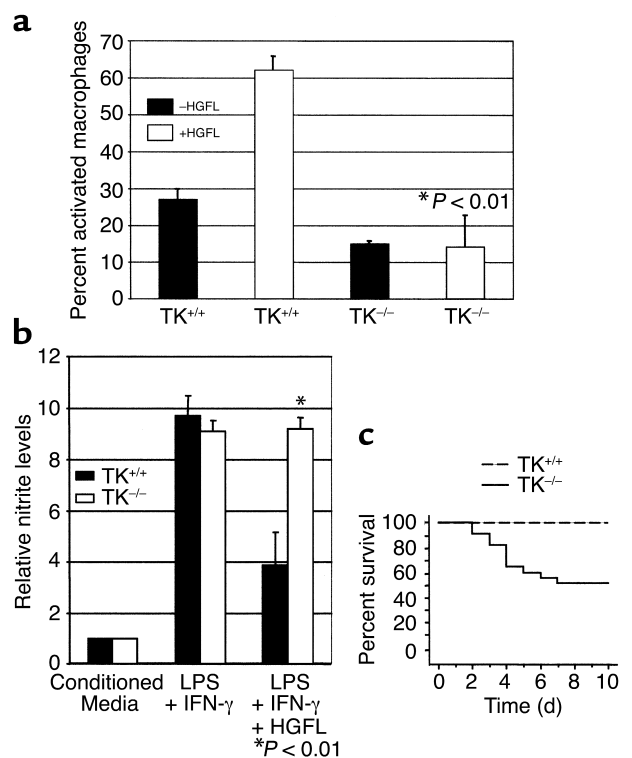 a
Percent activated macrophages
70
60
50
40
30
20
10
0
–HGFL
+HGFL
*P < 0.01
TK+/+ TK+/+ TK–/– TK–/–
b
Relative nitrite levels
12
10
8
6
4
2
0
TK+/+
TK–/–
*
Conditioned
Media
LPS
+ IFN-γ
LPS
+ IFN-γ
+ HGFL
*P < 0.01
c
TK+/+
TK–/–
Percent survival
100
80
60
40
20
0
0 2 4 6 8 10
Time (d)